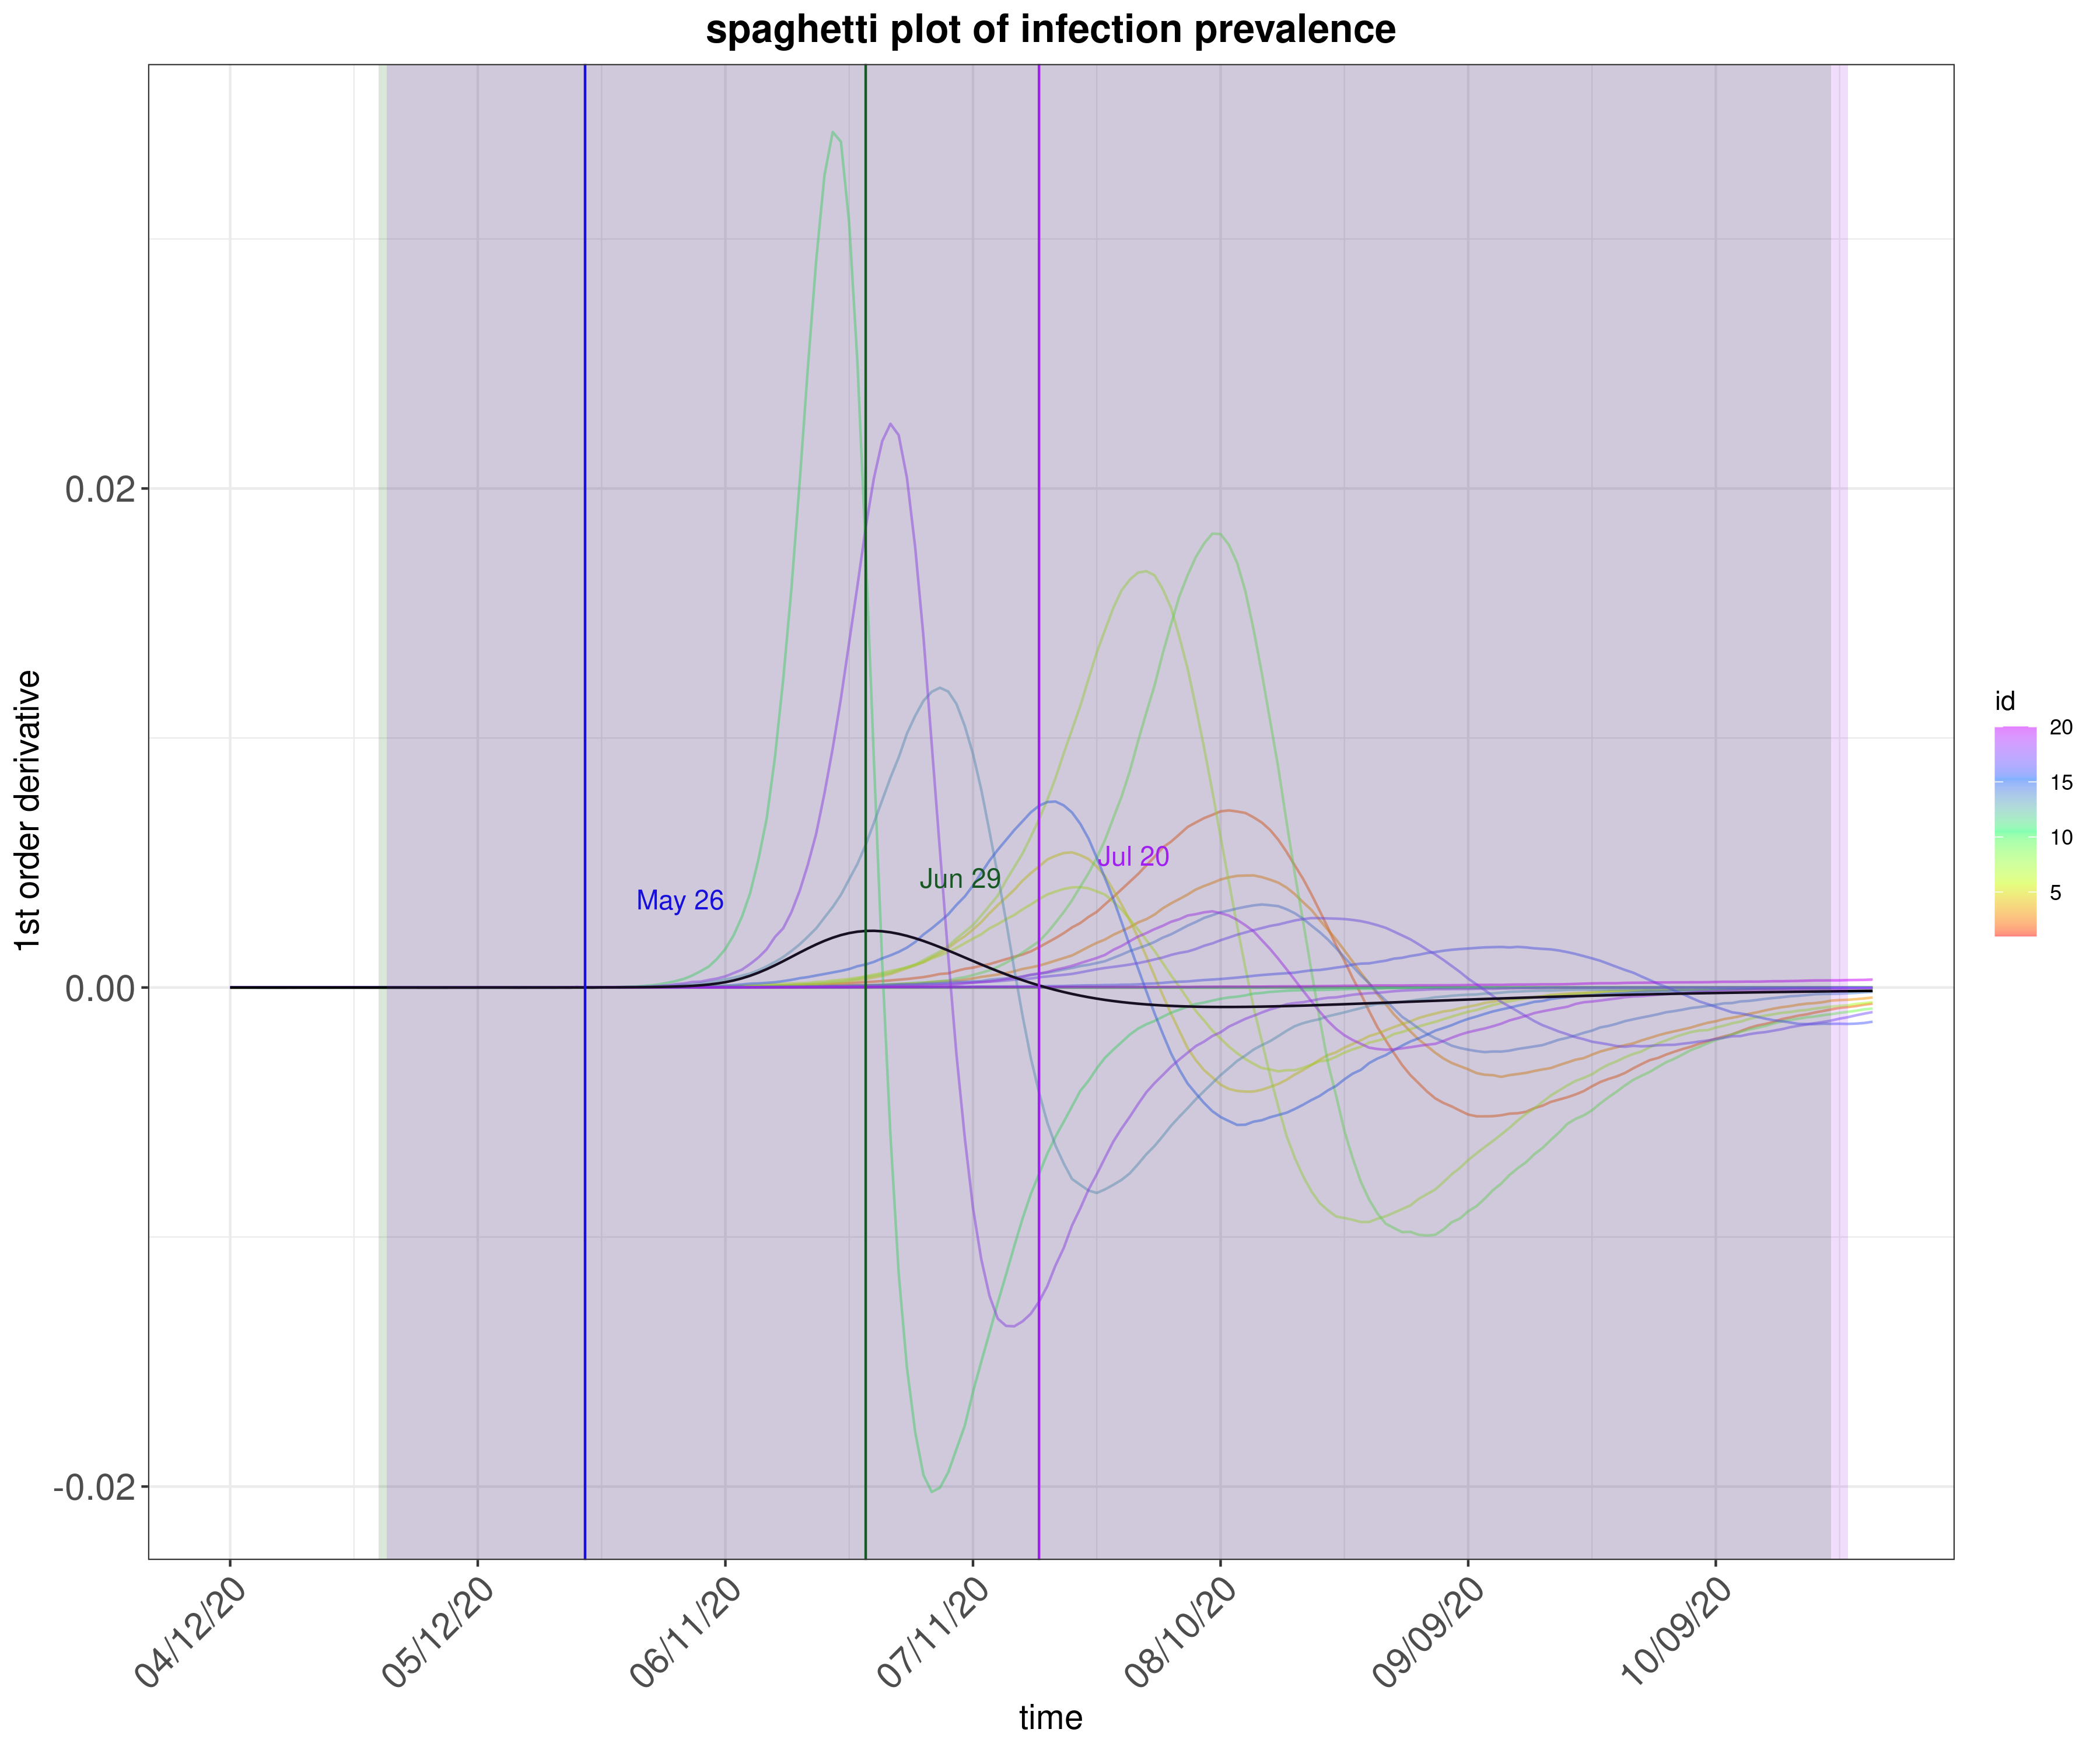 spaghetti plot of infection prevalence
1st order derivative
0.02
0.00
-0.02
May 26
Jun 29
Jul 20
04/12/20
05/12/20
06/11/20
07/11/20
08/10/20
09/09/20
10/09/20
time
id
20
15
10
5